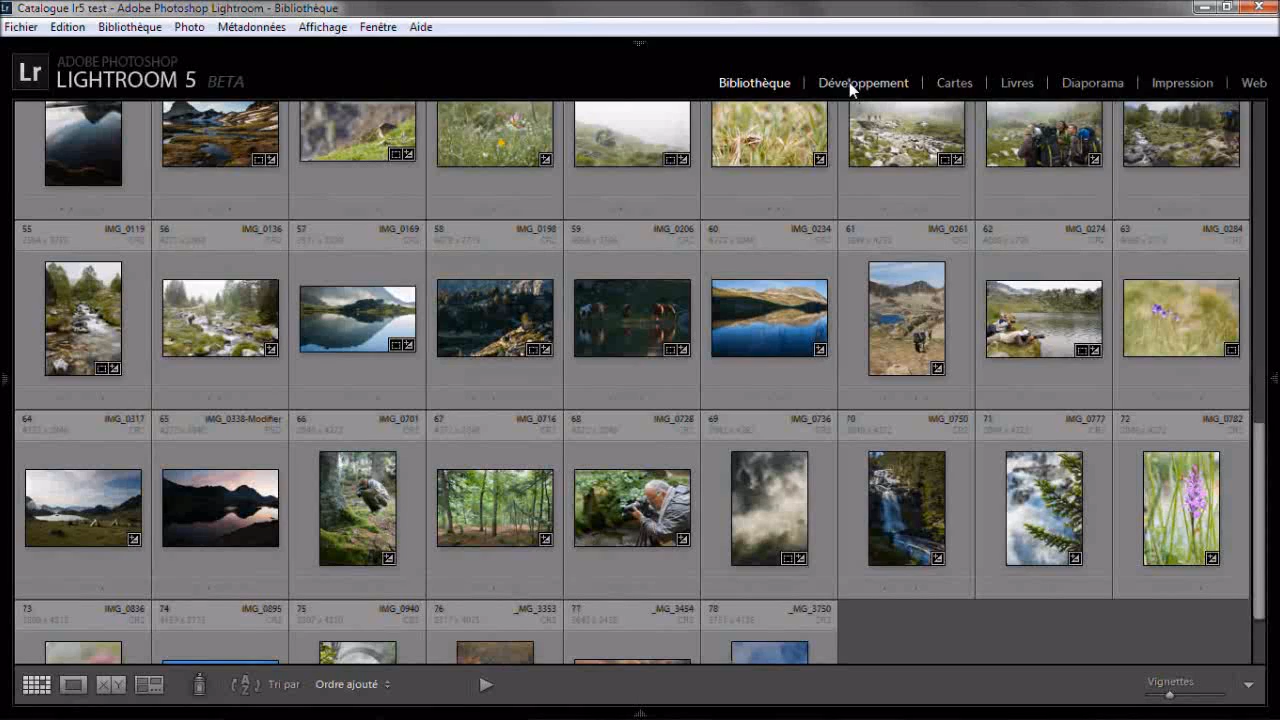 Catalogue lr5 test - Adobe Photoshop Lightroom - Bibliothèque
Fichier Edition Bibliothèque Photo Métadonnées Affichage Fenêtre Aide
Lr ADOBE PHOTOSHOP
LIGHTROOM 5 BETA
Bibliothèque | Développement | Cartes | Livres | Diaporama | Impression | Web
55 IMG_0119 56 IMG_0136 57 IMG_0169 58 IMG_0198 59 IMG_0206 60 IMG_0234 61 IMG_0261 62 IMG_0274 63 IMG_0284
64 IMG_0317 65 IMG_0338-Modifier 66 IMG_0701 67 IMG_0716 68 IMG_0728 69 IMG_0736 70 IMG_0750 71 IMG_0777 72 IMG_0782
73 IMG_0836 74 IMG_0895 75 IMG_0940 76 _MG_3353 77 _MG_3454 78 _MG_3750
Tri par Ordre ajouté
Vignettes